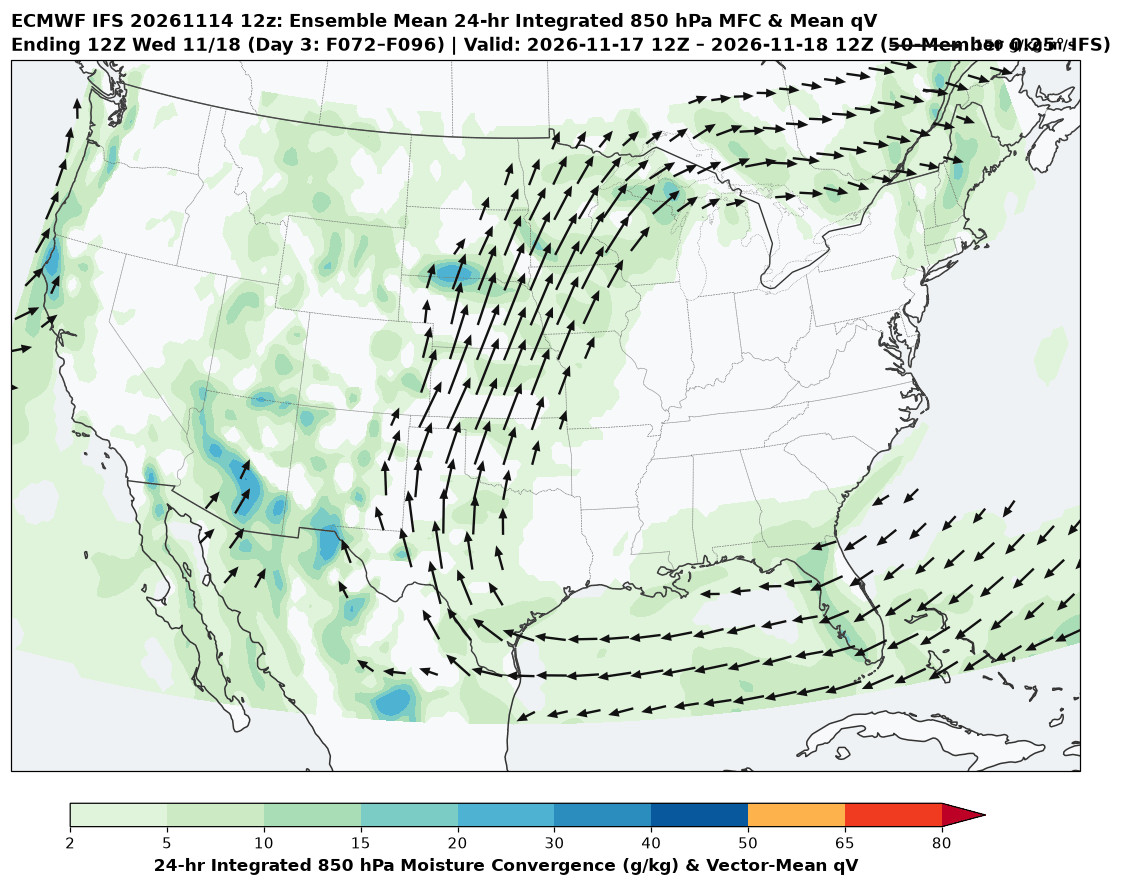 ECMWF IFS 20261114 12z: Ensemble Mean 24-hr Integrated 850 hPa MFC & Mean qV
Ending 12Z Wed 11/18 (Day 3: F072–F096) | Valid: 2026-11-17 12Z – 2026-11-18 12Z (50-Member 0.25° IFS)
2 5 10 15 20 30 40 50 65 80
24-hr Integrated 850 hPa Moisture Convergence (g/kg) & Vector-Mean qV